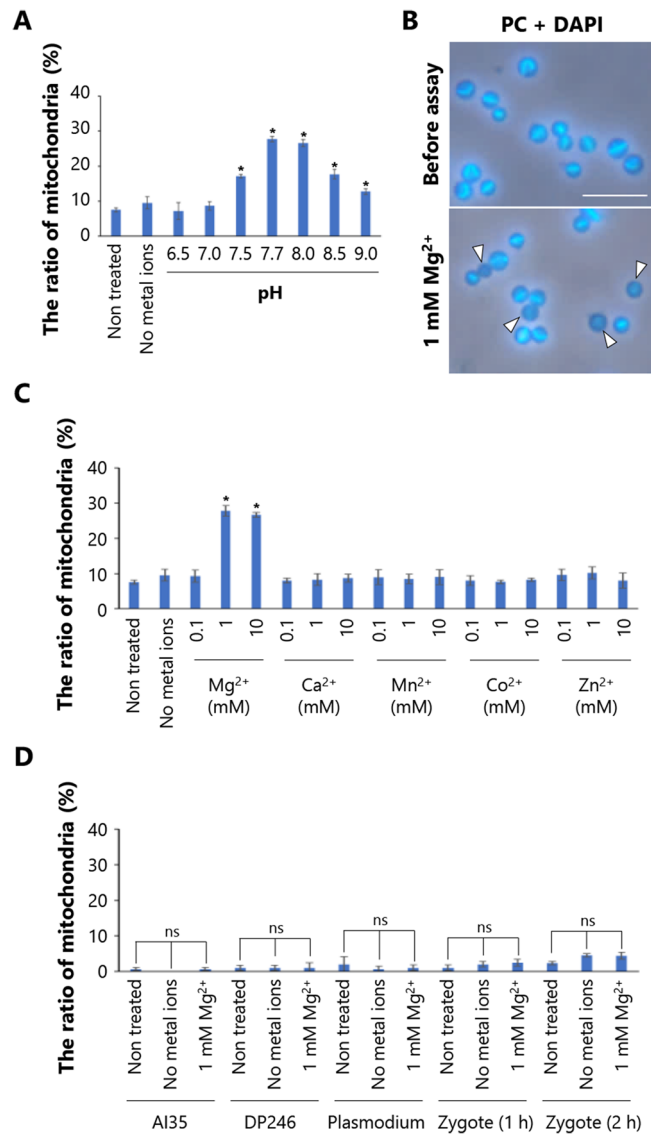 A
The ratio of mitochondria (%)
40
30
20
10
0
Non treated
No metal ions
6.5 7.0 7.5 7.7 8.0 8.5 9.0
pH
* * * * *
B
PC + DAPI
Before assay
1 mM Mg²⁺
C
The ratio of mitochondria (%)
40
30
20
10
0
* *
Non treated
No metal ions
0.1 1 10 0.1 1 10 0.1 1 10 0.1 1 10 0.1 1 10
Mg²⁺ Ca²⁺ Mn²⁺ Co²⁺ Zn²⁺
(mM) (mM) (mM) (mM) (mM)
D
The ratio of mitochondria (%)
40
30
20
10
0
ns ns ns ns ns
Non treated No metal ions 1 mM Mg²⁺ Non treated No metal ions 1 mM Mg²⁺ Non treated No metal ions 1 mM Mg²⁺ Non treated No metal ions 1 mM Mg²⁺ Non treated No metal ions 1 mM Mg²⁺
AI35 DP246 Plasmodium Zygote (1 h) Zygote (2 h)